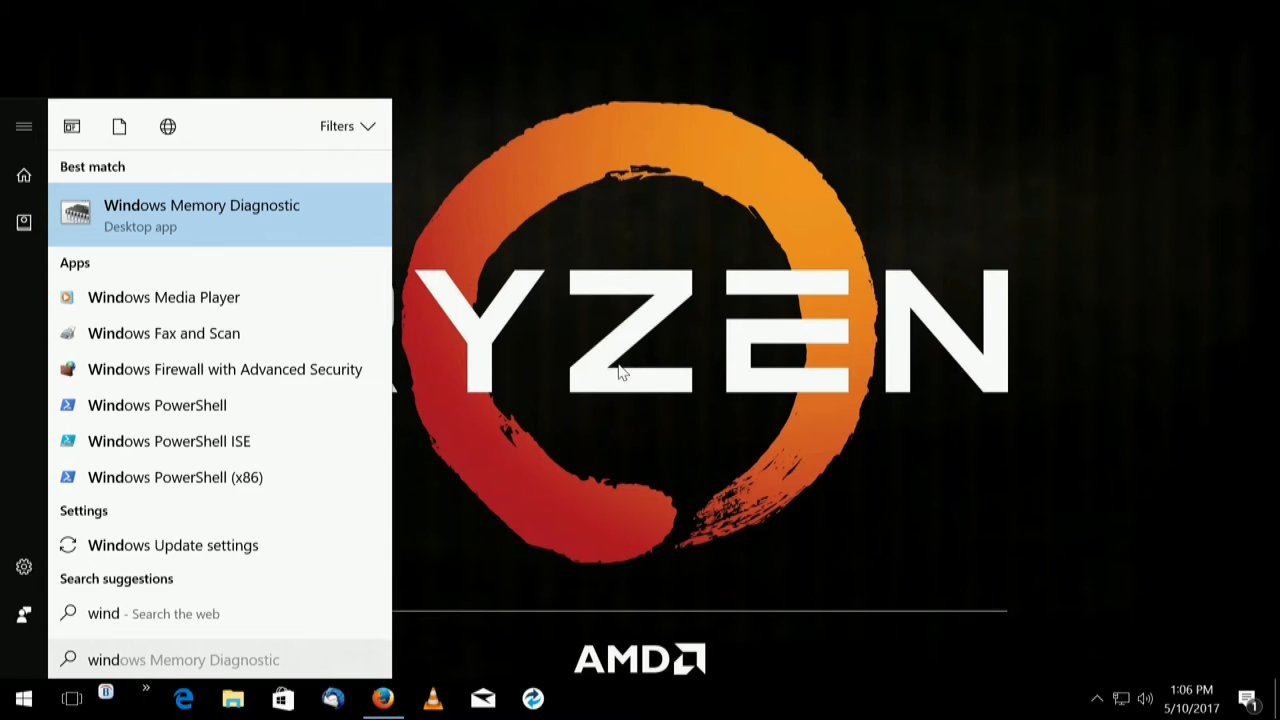 Filters
Best match
Windows Memory Diagnostic
Desktop app
Apps
Windows Media Player
Windows Fax and Scan
Windows Firewall with Advanced Security
Windows PowerShell
Windows PowerShell ISE
Windows PowerShell (x86)
Settings
Windows Update settings
Search suggestions
wind - Search the web
windows Memory Diagnostic
YZEN
AMD
1:06 PM
5/10/2017
1